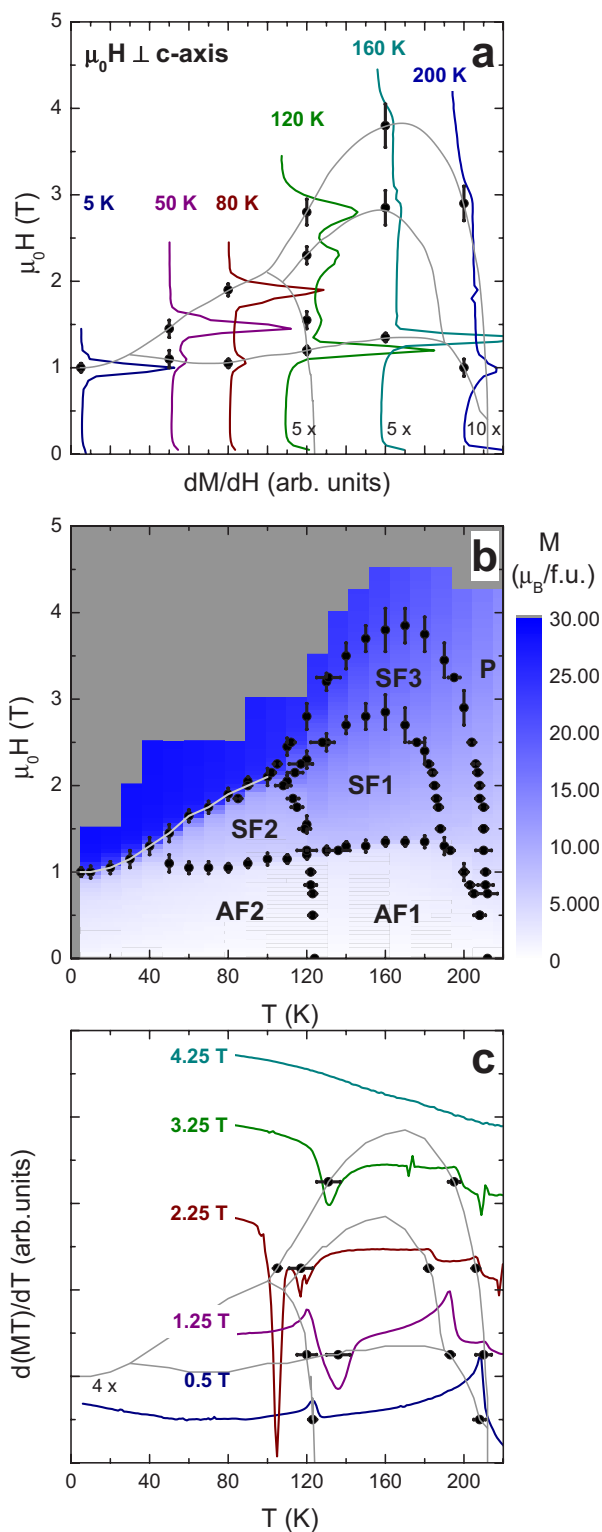 μ₀H ⊥ c-axis
a
160 K
200 K
120 K
5 K
50 K
80 K
5
4
3
2
1
0
μ₀H (T)
5 x
5 x
10 x
dM/dH (arb. units)
b
M
(μB/f.u.)
5
4
3
2
1
0
μ₀H (T)
P
SF3
SF1
SF2
AF2
AF1
30.00
25.00
20.00
15.00
10.00
5.000
0
0
40
80
120
160
200
T (K)
c
4.25 T
3.25 T
2.25 T
1.25 T
0.5 T
4 x
d(MT)/dT (arb.units)
0
40
80
120
160
200
T (K)